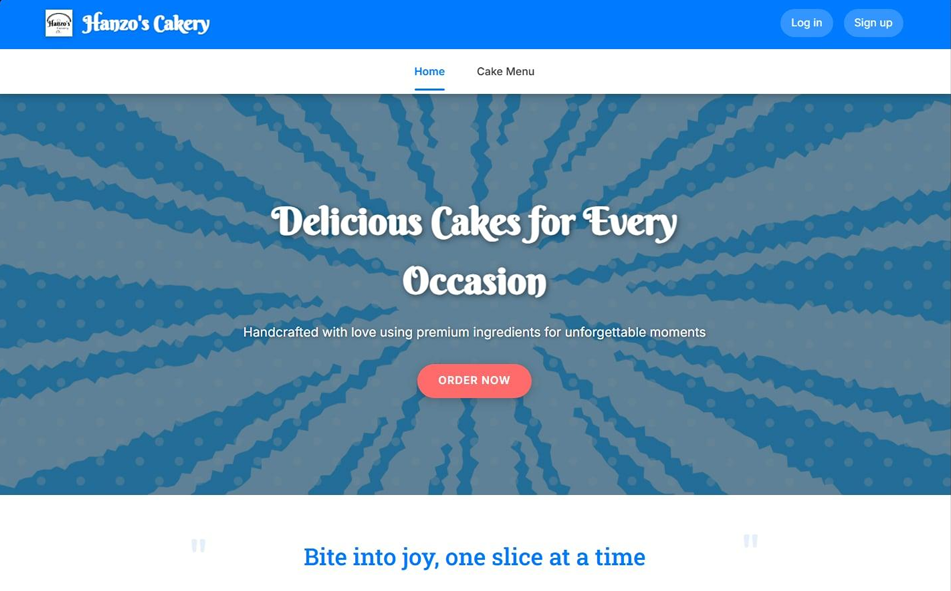 Hanzo's
Hanzo's Cakery
Log in
Sign up
Home
Cake Menu
Delicious Cakes for Every
Occasion
Handcrafted with love using premium ingredients for unforgettable moments
ORDER NOW
" Bite into joy, one slice at a time "